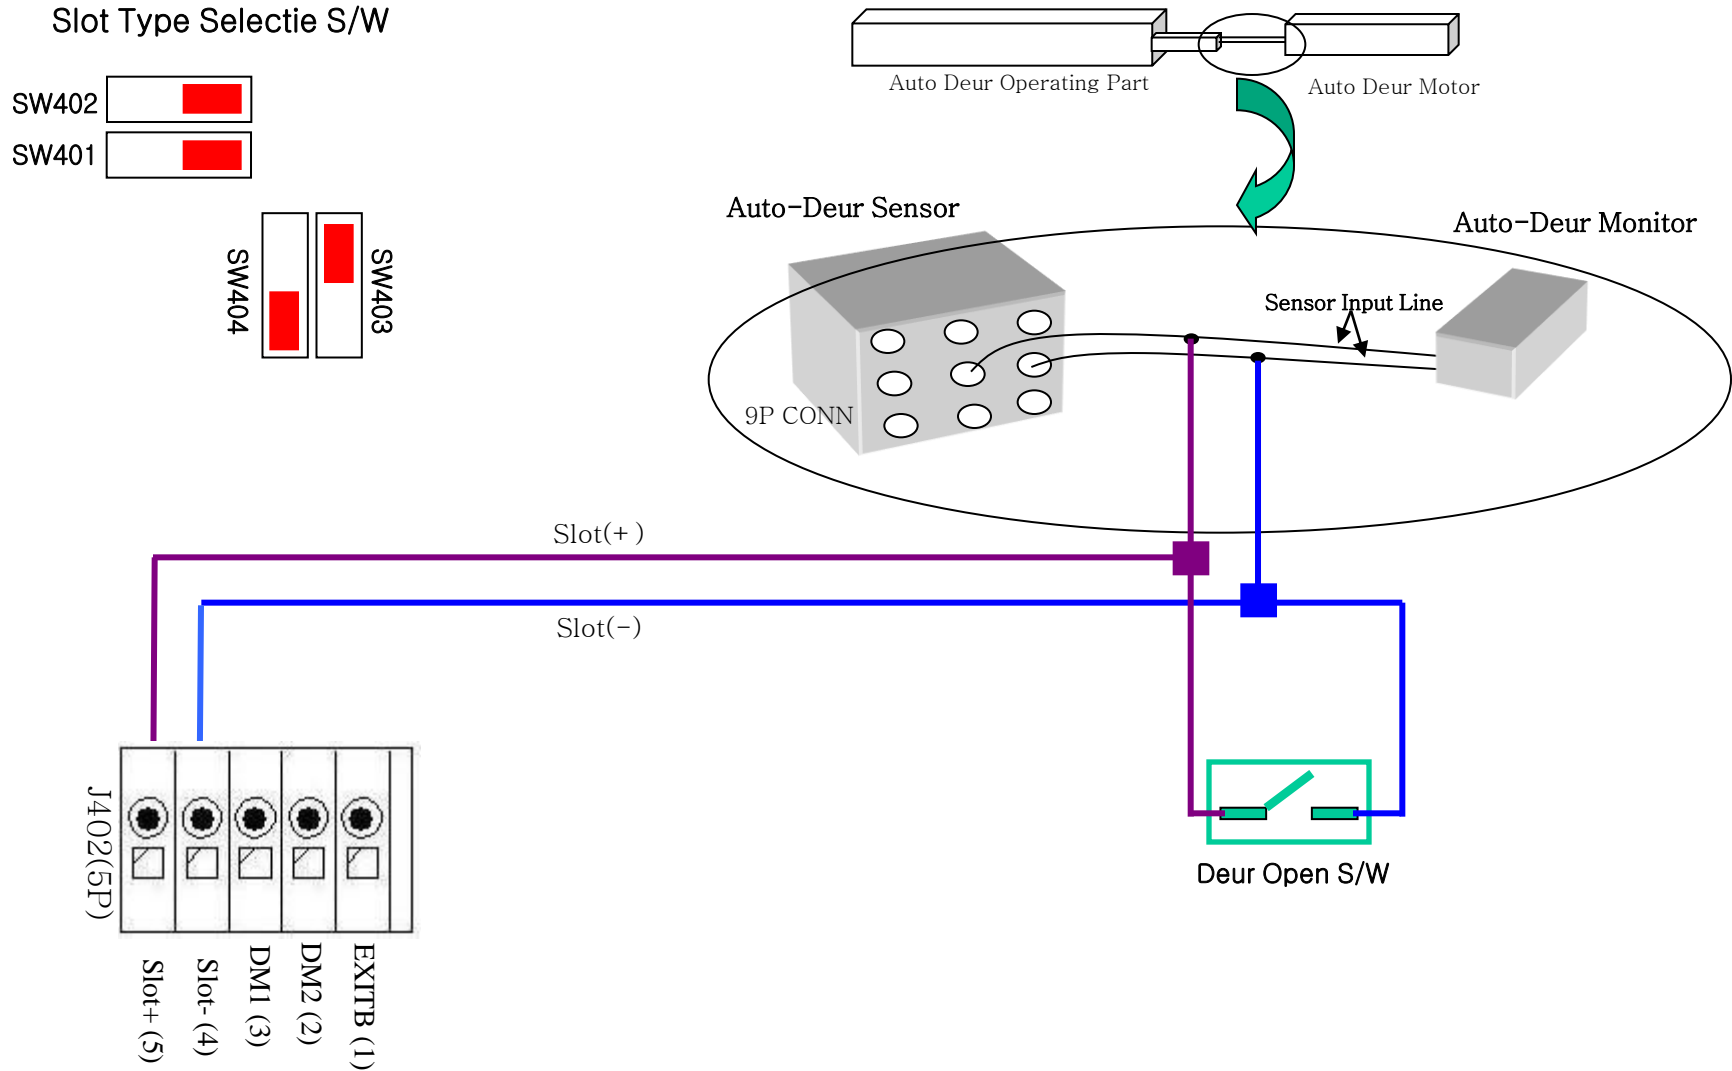 Slot Type Selectie S/W
SW402
SW401
SW404
SW403
Auto Deur Operating Part
Auto Deur Motor
Auto-Deur Sensor
Auto-Deur Monitor
Sensor Input Line
9P CONN
Slot(+)
Slot(-)
J402(5P)
Slot+ (5)
Slot- (4)
DM1 (3)
DM2 (2)
EXITB (1)
Deur Open S/W